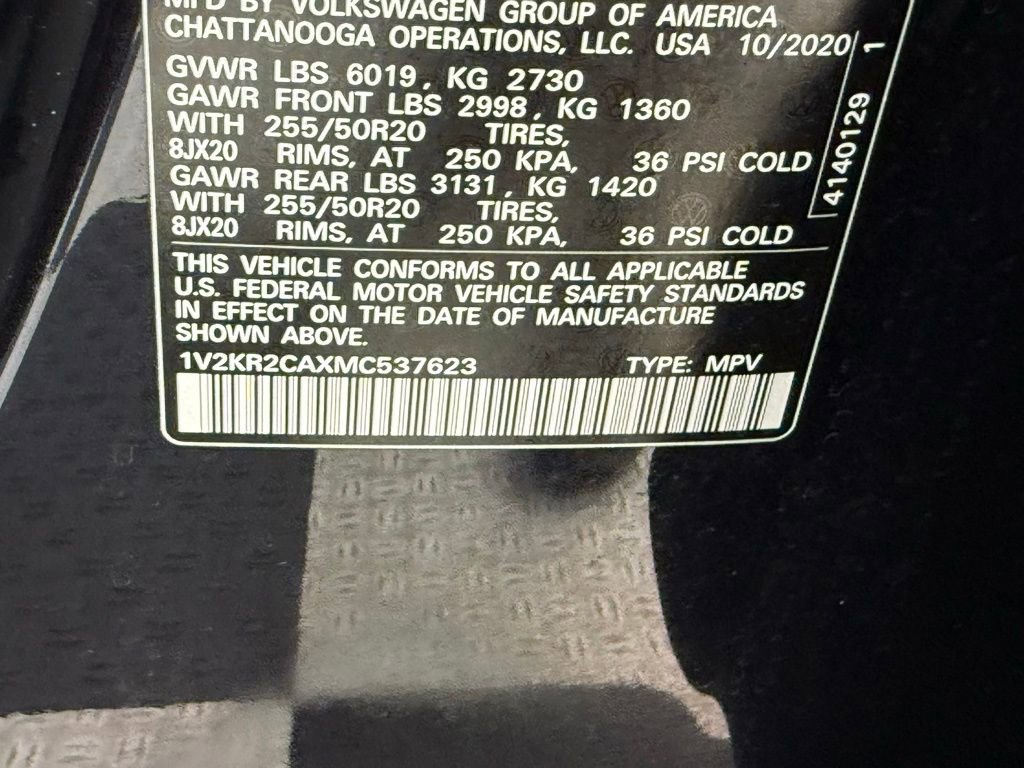 MFD BY VOLKSWAGEN GROUP OF AMERICA
CHATTANOOGA OPERATIONS, LLC. USA 10/2020
GVWR LBS 6019, KG 2730
GAWR FRONT LBS 2998, KG 1360
WITH 255/50R20 TIRES,
8JX20 RIMS, AT 250 KPA, 36 PSI COLD
GAWR REAR LBS 3131, KG 1420
WITH 255/50R20 TIRES,
8JX20 RIMS, AT 250 KPA, 36 PSI COLD
4140129 1
THIS VEHICLE CONFORMS TO ALL APPLICABLE
U.S. FEDERAL MOTOR VEHICLE SAFETY STANDARDS
IN EFFECT ON THE DATE OF MANUFACTURE
SHOWN ABOVE.
1V2KR2CAXMC537623 TYPE: MPV